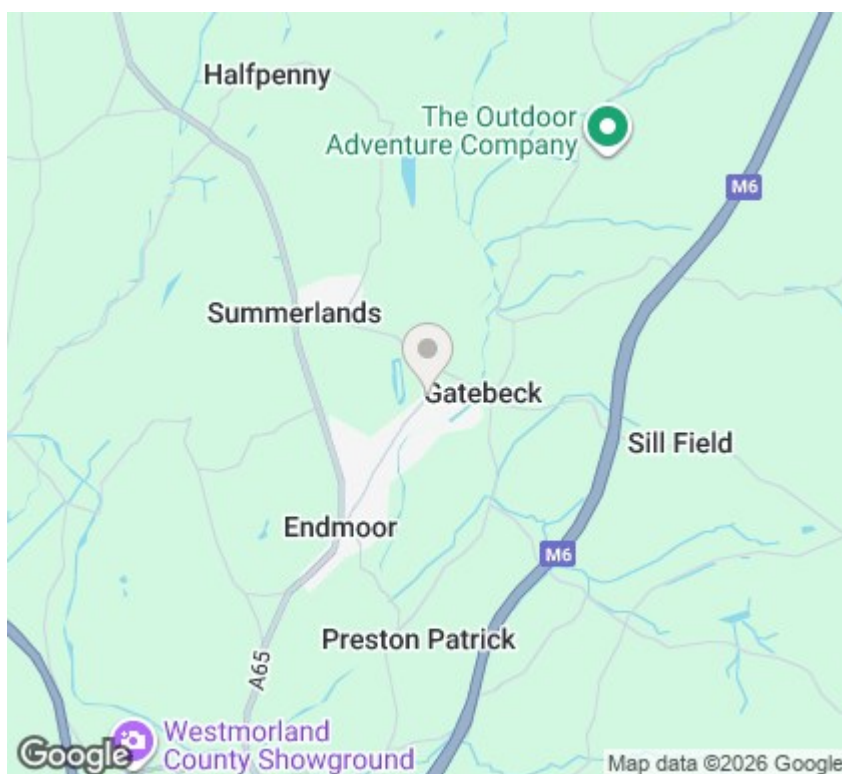 Halfpenny
The Outdoor
Adventure Company
M6
Summerlands
Gatebeck
Sill Field
Endmoor
M6
Preston Patrick
A65
Westmorland
County Showground
Google
Map data ©2026 Google